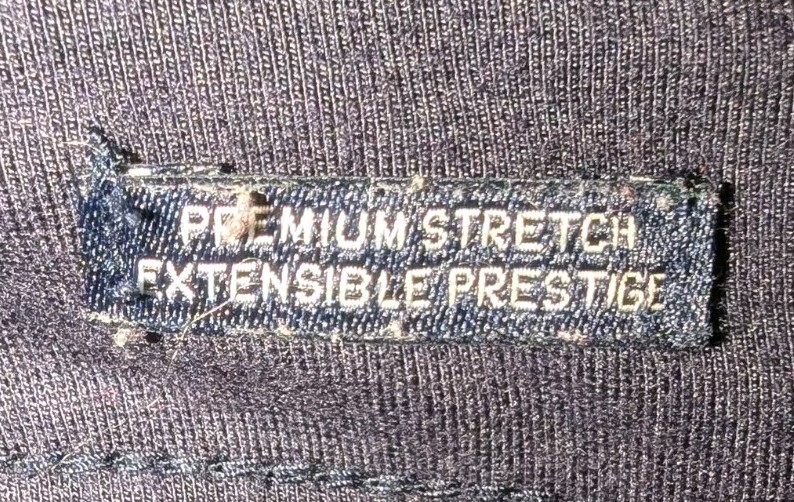 PREMIUM STRETCH
EXTENSIBLE PRESTIGE